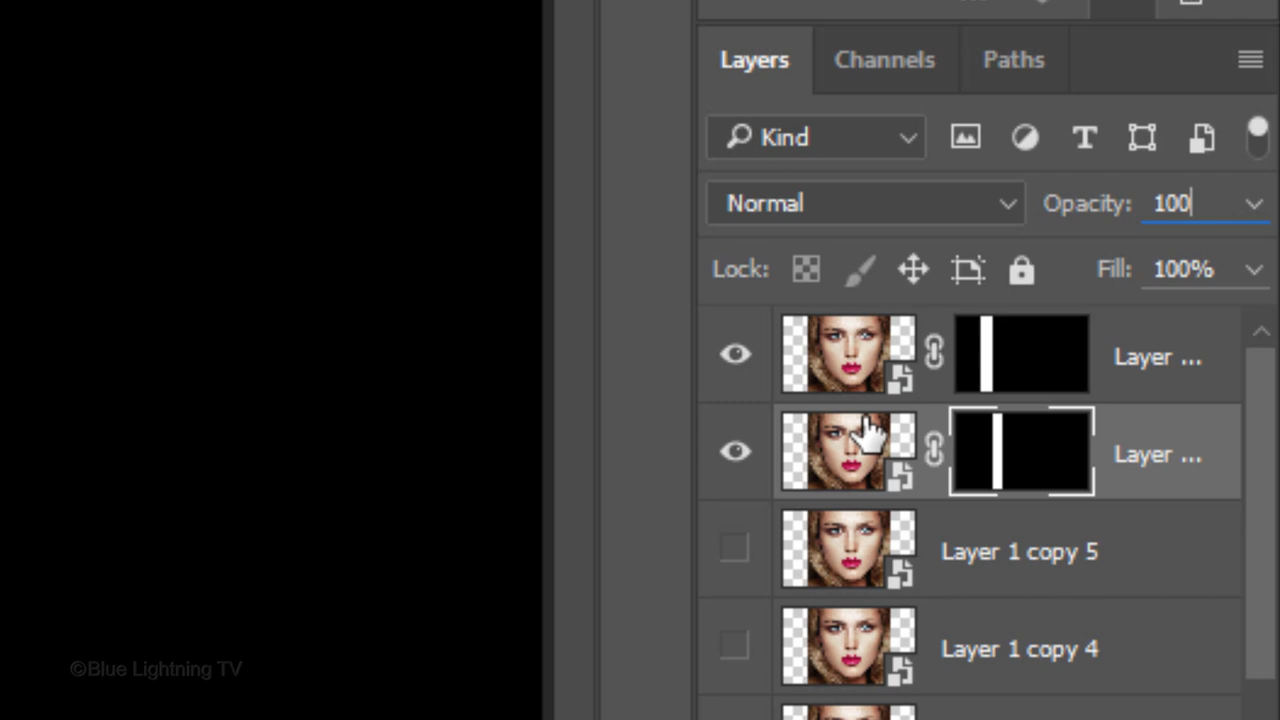 Layers Channels Paths
Kind
Normal Opacity: 100
Lock: Fill: 100%
Layer ...
Layer ...
Layer 1 copy 5
Layer 1 copy 4
©Blue Lightning TV